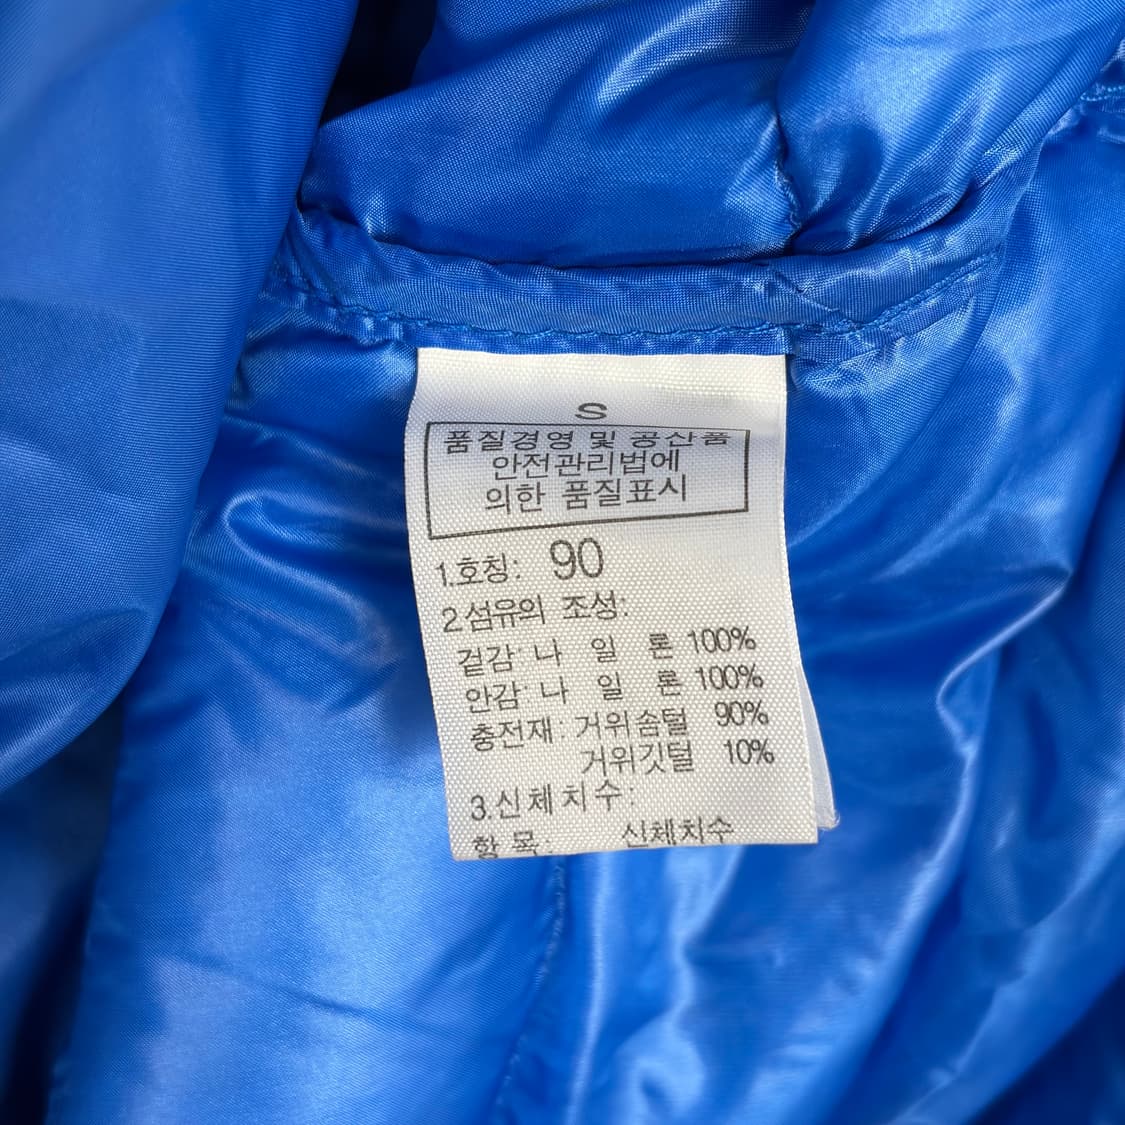 S
품질경영 및 공산품
안전관리법에
의한 품질표시
1.호칭: 90
2.섬유의 조성:
겉감: 나 일 론 100%
안감: 나 일 론 100%
충전재: 거위솜털 90%
거위깃털 10%
3.신체치수:
항 목: 신체치수